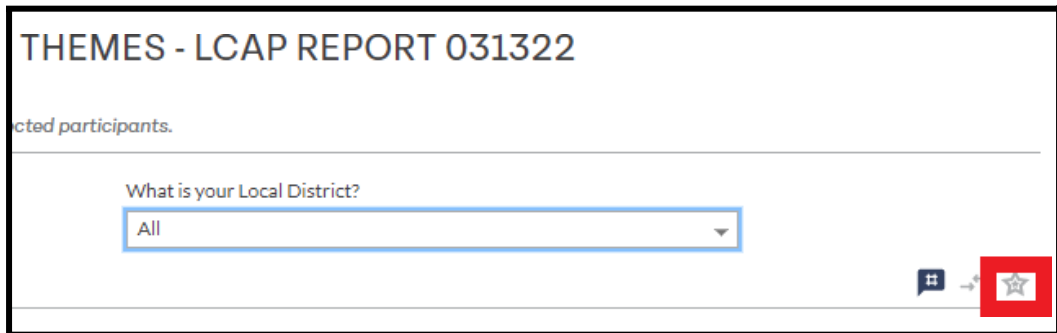 THEMES - LCAP REPORT 031322
cted participants.
What is your Local District?
All